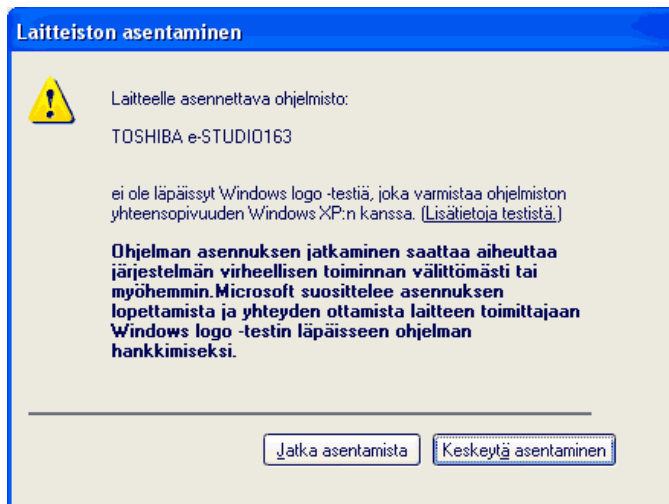 Laitteiston asentaminen
Laitteelle asennettava ohjelmisto:
TOSHIBA e-STUDIO163
ei ole läpäissyt Windows logo -testiä, joka varmistaa ohjelmiston
yhteensopivuuden Windows XP:n kanssa. (Lisätietoja testistä.)
Ohjelman asennuksen jatkaminen saattaa aiheuttaa
järjestelmän virheellisen toiminnan välittömästi tai
myöhemmin.Microsoft suosittelee asennuksen
lopettamista ja yhteyden ottamista laitteen toimittajaan
Windows logo -testin läpäisseen ohjelman
hankkimiseksi.
Jatka asentamista Keskeytä asentaminen